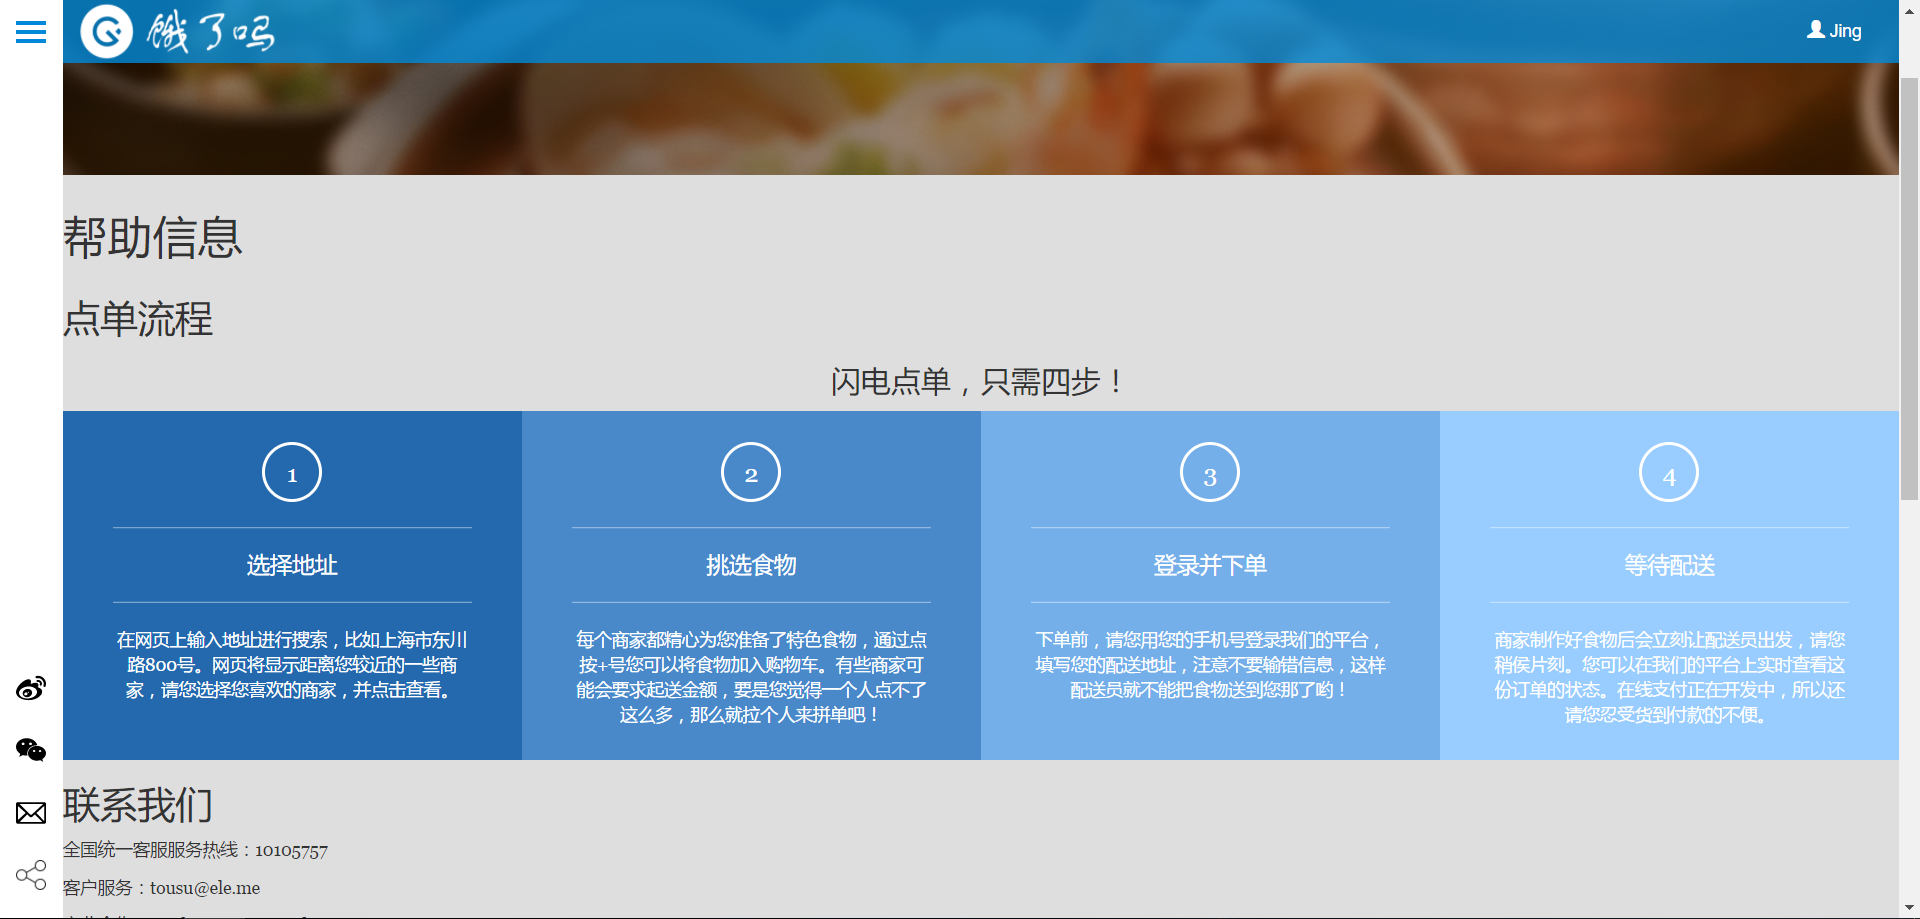 饿了吗
Jing
帮助信息
点单流程
闪电点单，只需四步！
1
选择地址
在网页上输入地址进行搜索，比如上海市东川
路800号。网页将显示距离您较近的一些商
家，请您选择您喜欢的商家，并点击查看。
2
挑选食物
每个商家都精心为您准备了特色食物，通过点
按+号您可以将食物加入购物车。有些商家可
能会要求起送金额，要是您觉得一个人点不了
这么多，那么就拉个人来拼单吧！
3
登录并下单
下单前，请您用您的手机号登录我们的平台，
填写您的配送地址，注意不要输错信息，这样
配送员就不能把食物送到您那了哟！
4
等待配送
商家制作好食物后会立刻让配送员出发，请您
稍侯片刻。您可以在我们的平台上实时查看这
份订单的状态。在线支付正在开发中，所以还
请您忍受货到付款的不便。
联系我们
全国统一客服服务热线：10105757
客户服务：tousu@ele.me